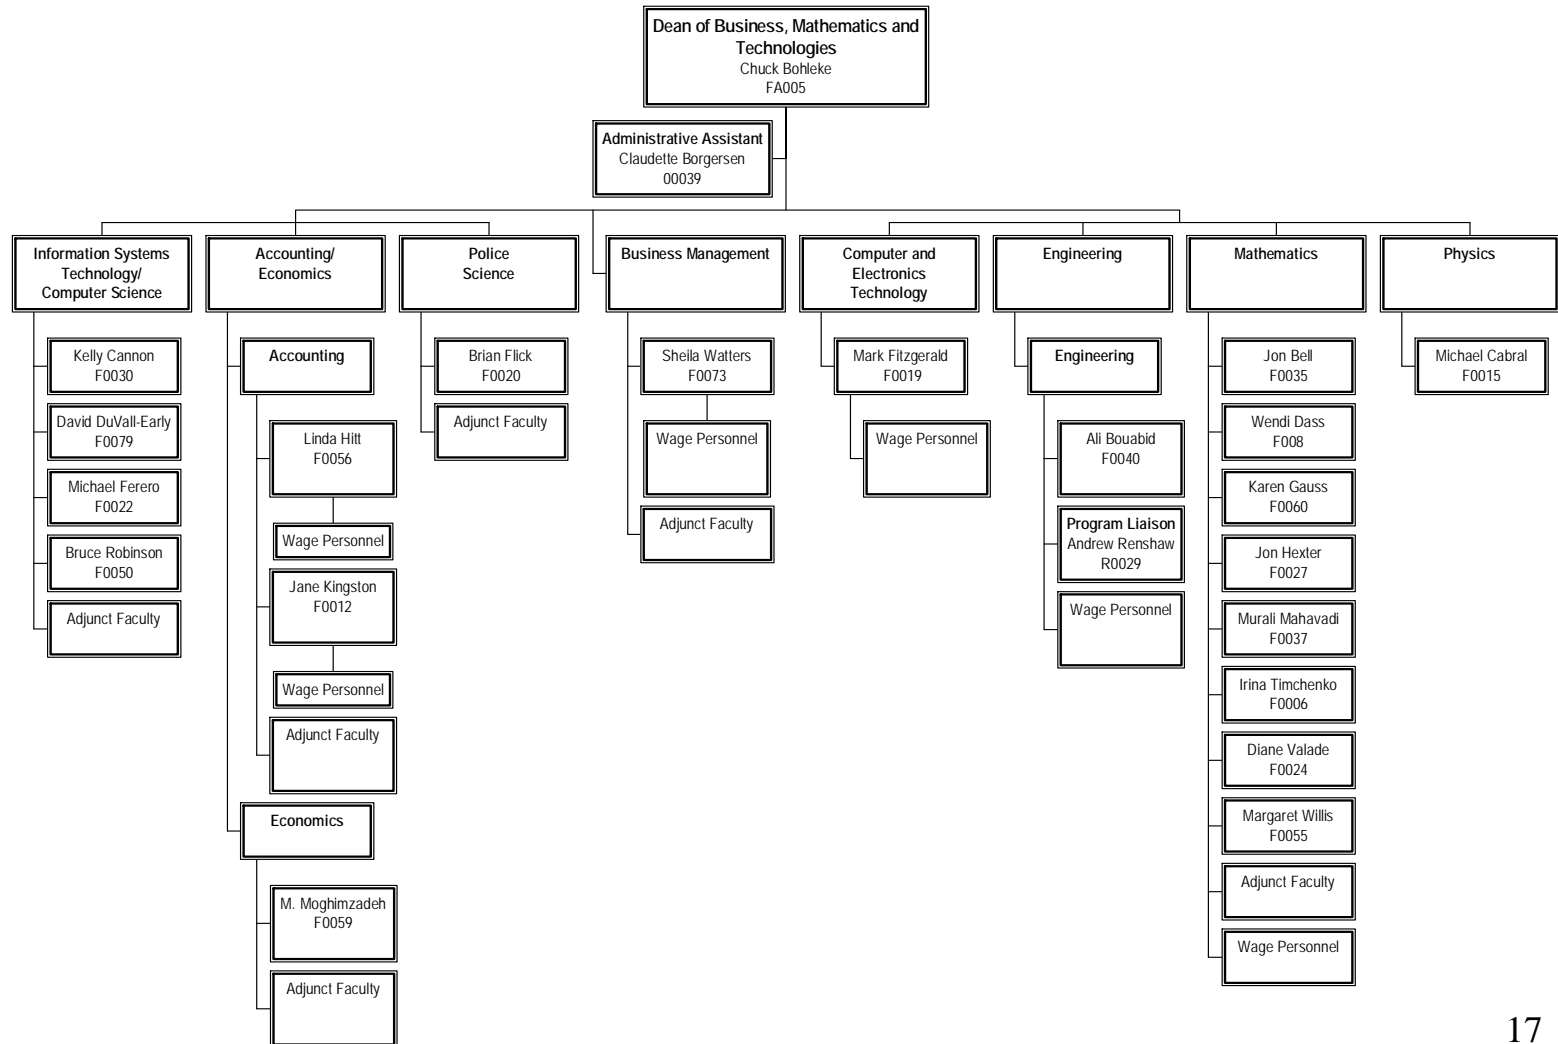 Dean of Business, Mathematics and
Technologies
Chuck Bohleke
FA005
Administrative Assistant
Claudette Borgersen
00039
Information Systems
Technology/
Computer Science
Kelly Cannon
F0030
David DuVall-Early
F0079
Michael Ferero
F0022
Bruce Robinson
F0050
Adjunct Faculty
Accounting/
Economics
Accounting
Linda Hitt
F0056
Wage Personnel
Jane Kingston
F0012
Wage Personnel
Adjunct Faculty
Economics
M. Moghimzadeh
F0059
Adjunct Faculty
Police
Science
Brian Flick
F0020
Adjunct Faculty
Business Management
Sheila Watters
F0073
Wage Personnel
Adjunct Faculty
Computer and
Electronics
Technology
Mark Fitzgerald
F0019
Wage Personnel
Engineering
Engineering
Ali Bouabid
F0040
Program Liaison
Andrew Renshaw
R0029
Wage Personnel
Mathematics
Jon Bell
F0035
Wendi Dass
F008
Karen Gauss
F0060
Jon Hexter
F0027
Murali Mahavadi
F0037
Irina Timchenko
F0006
Diane Valade
F0024
Margaret Willis
F0055
Adjunct Faculty
Wage Personnel
Physics
Michael Cabral
F0015
17